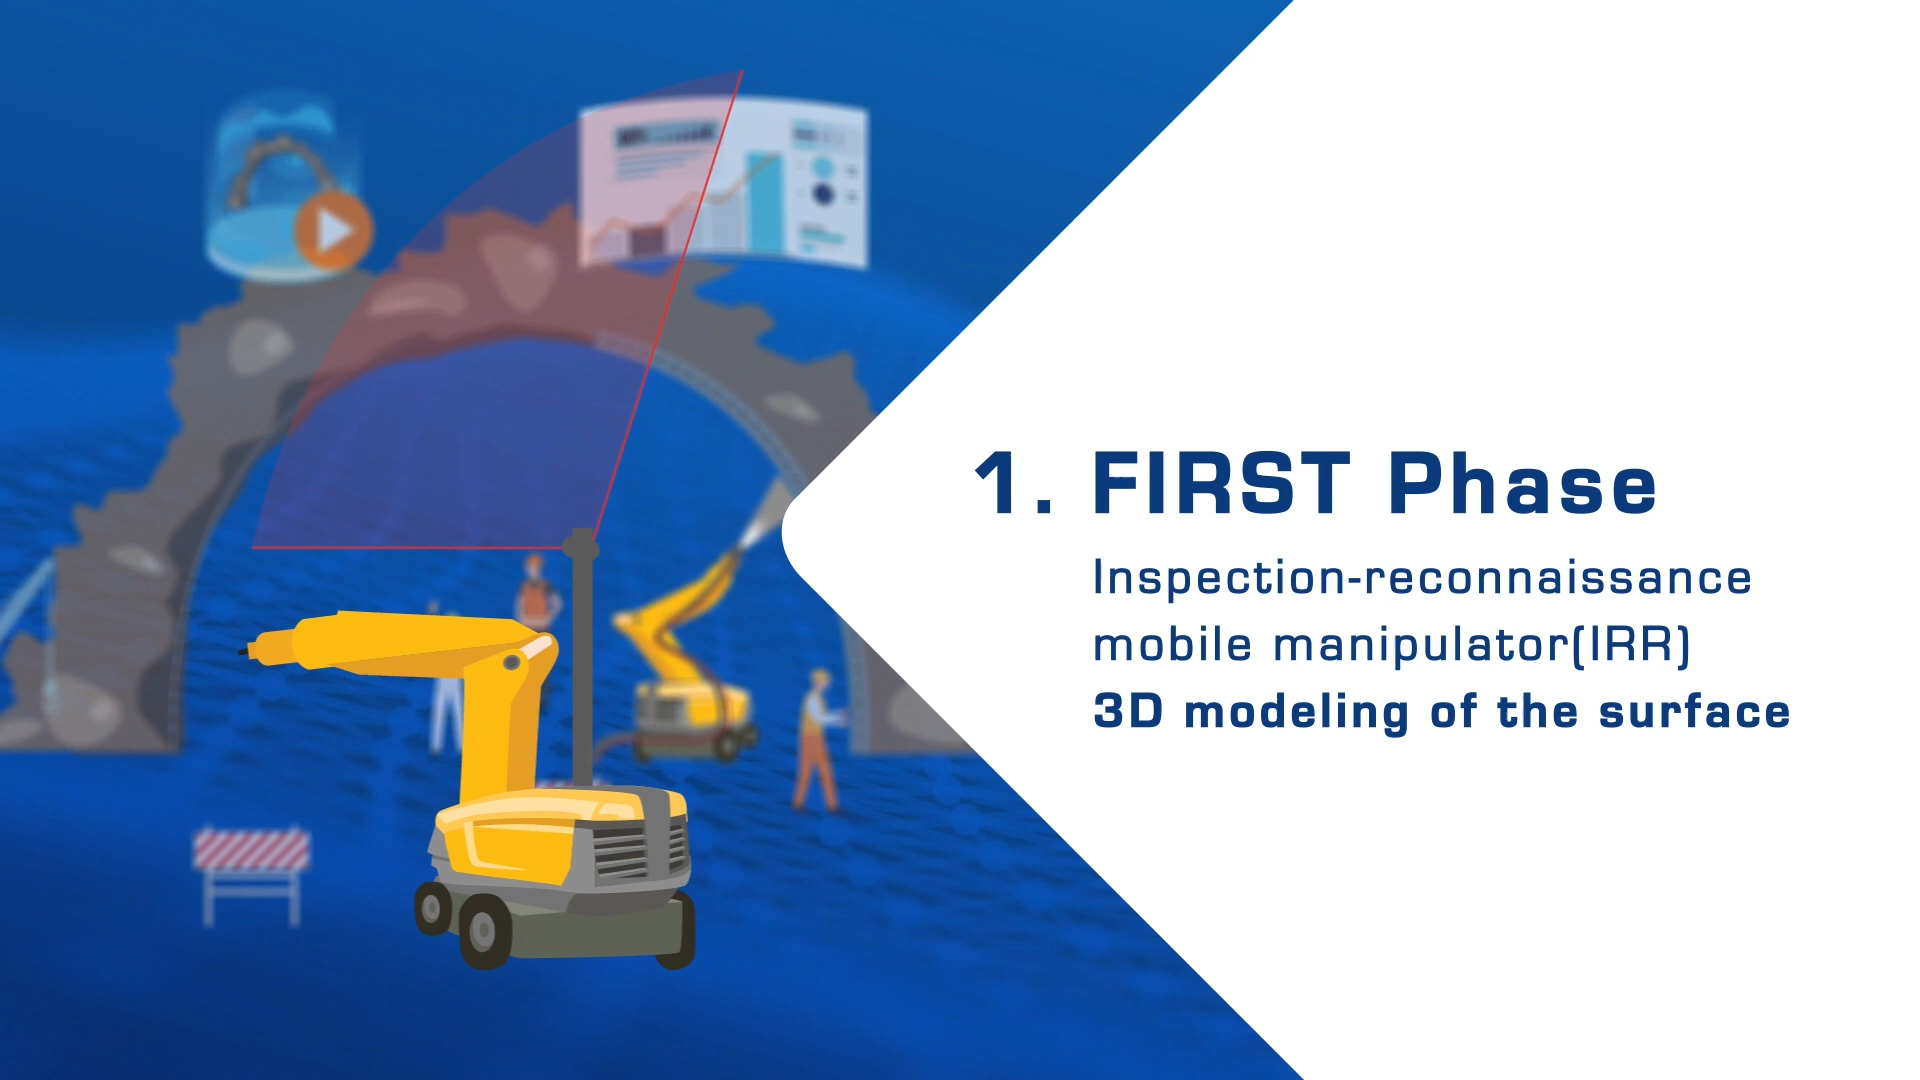 1. FIRST Phase
Inspection-reconnaissance
mobile manipulator(IRR)
3D modeling of the surface